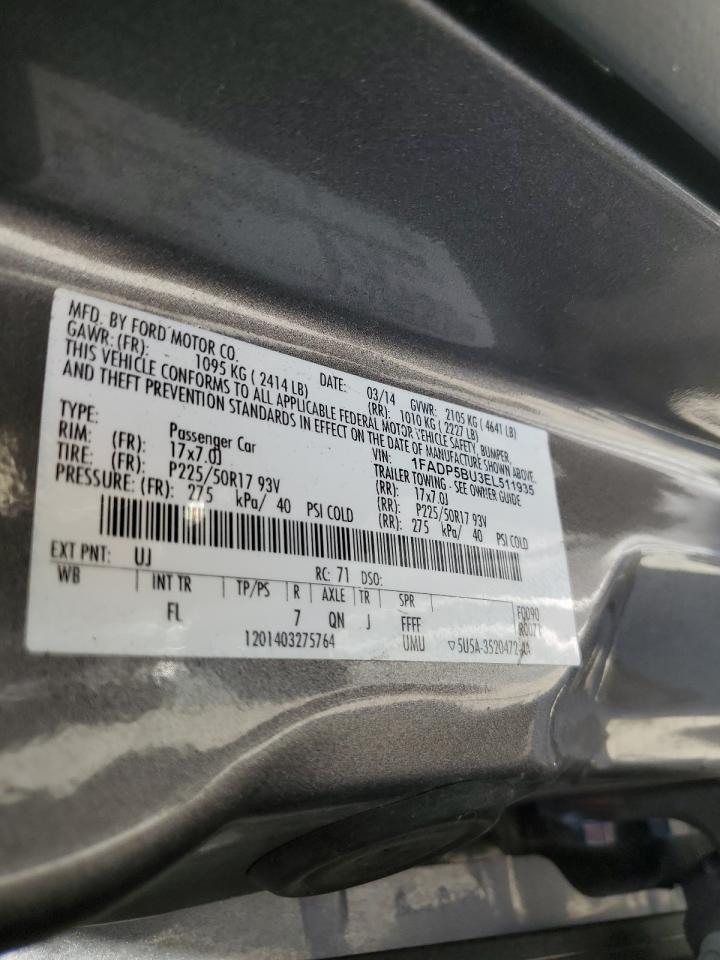 MFD. BY FORD MOTOR CO. DATE: 03/14 GVWR: 2105 KG ( 4641 LB)
GAWR: (FR): 1095 KG ( 2414 LB) (RR): 1010 KG ( 2227 LB)
THIS VEHICLE CONFORMS TO ALL APPLICABLE FEDERAL MOTOR VEHICLE SAFETY, BUMPER,
AND THEFT PREVENTION STANDARDS IN EFFECT ON THE DATE OF MANUFACTURE SHOWN ABOVE.
VIN: 1FADP5BU3EL511935
TYPE: Passenger Car TRAILER TOWING - SEE OWNER GUIDE
RIM: (FR): 17x7.0J (RR): 17x7.0J
TIRE: (FR): P225/50R17 93V (RR): P225/50R17 93V
PRESSURE: (FR): 275 kPa/ 40 PSI COLD (RR): 275 kPa/ 40 PSI COLD
EXT PNT: UJ RC: 71 DSO:
WB INT TR TP/PS R AXLE TR SPR F0090
FL 7 QN J FFFF R0071
1201403275764 UMU ▽5U5A-3520472-AA